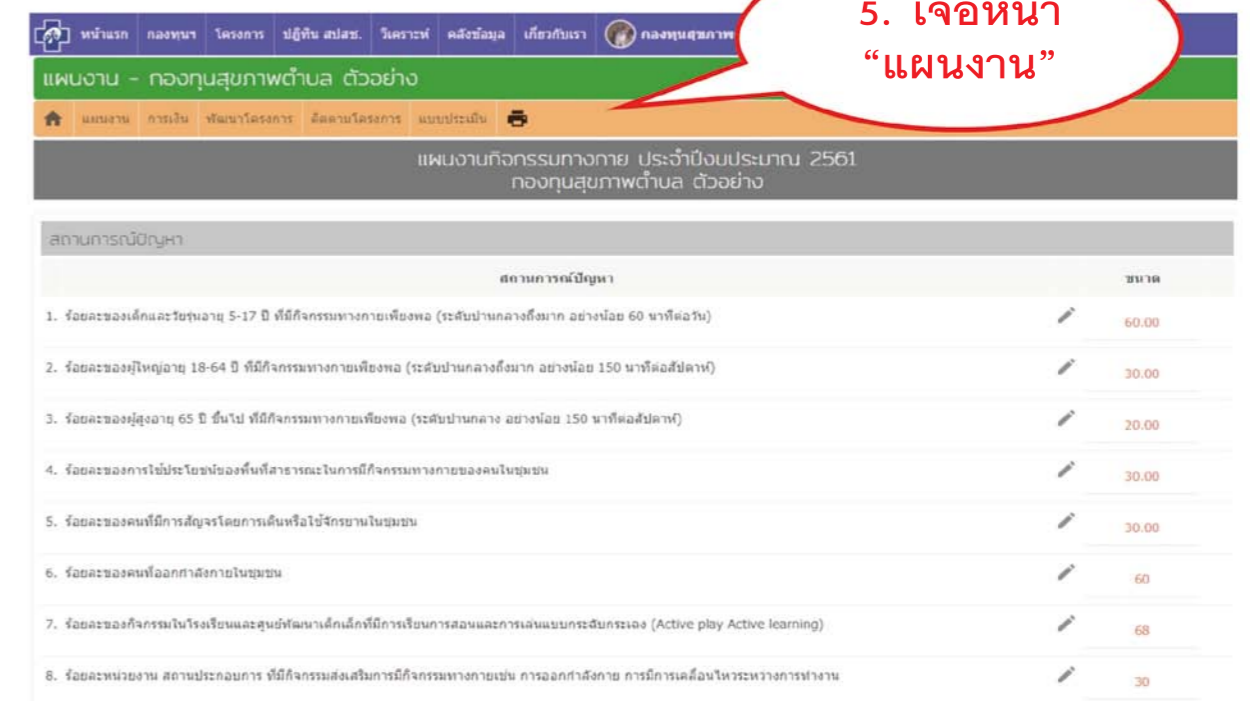 5. เจอหน้า
“แผนงาน”
หน้าแรก กองทุนฯ โครงการ ปฏิทิน สปสช. วิเคราะห์ คลังข้อมูล เกี่ยวกับเรา กองทุนสุขภาพ
แผนงาน - กองทุนสุขภาพตำบล ตัวอย่าง
แผนงาน การเงิน พัฒนาโครงการ ติดตามโครงการ แบบประเมิน
แผนงานกิจกรรมทางกาย ประจำปีงบประมาณ 2561
กองทุนสุขภาพตำบล ตัวอย่าง
สถานการณ์ปัญหา
สถานการณ์ปัญหา ขนาด
1. ร้อยละของเด็กและวัยรุ่นอายุ 5-17 ปี ที่มีกิจกรรมทางกายเพียงพอ (ระดับปานกลางถึงมาก อย่างน้อย 60 นาทีต่อวัน) 60.00
2. ร้อยละของผู้ใหญ่อายุ 18-64 ปี ที่มีกิจกรรมทางกายเพียงพอ (ระดับปานกลางถึงมาก อย่างน้อย 150 นาทีต่อสัปดาห์) 30.00
3. ร้อยละของผู้สูงอายุ 65 ปี ขึ้นไป ที่มีกิจกรรมทางกายเพียงพอ (ระดับปานกลาง อย่างน้อย 150 นาทีต่อสัปดาห์) 20.00
4. ร้อยละของการใช้ประโยชน์ของพื้นที่สาธารณะในการมีกิจกรรมทางกายของคนในชุมชน 30.00
5. ร้อยละของคนที่มีการสัญจรโดยการเดินหรือใช้จักรยานในชุมชน 30.00
6. ร้อยละของคนที่ออกกำลังกายในชุมชน 60
7. ร้อยละของกิจกรรมในโรงเรียนและศูนย์พัฒนาเด็กเล็กที่มีการเรียนการสอนและการเล่นแบบกระฉับกระเฉง (Active play Active learning) 68
8. ร้อยละหน่วยงาน สถานประกอบการ ที่มีกิจกรรมส่งเสริมการมีกิจกรรมทางกายเช่น การออกกำลังกาย การมีการเคลื่อนไหวระหว่างการทำงาน 30